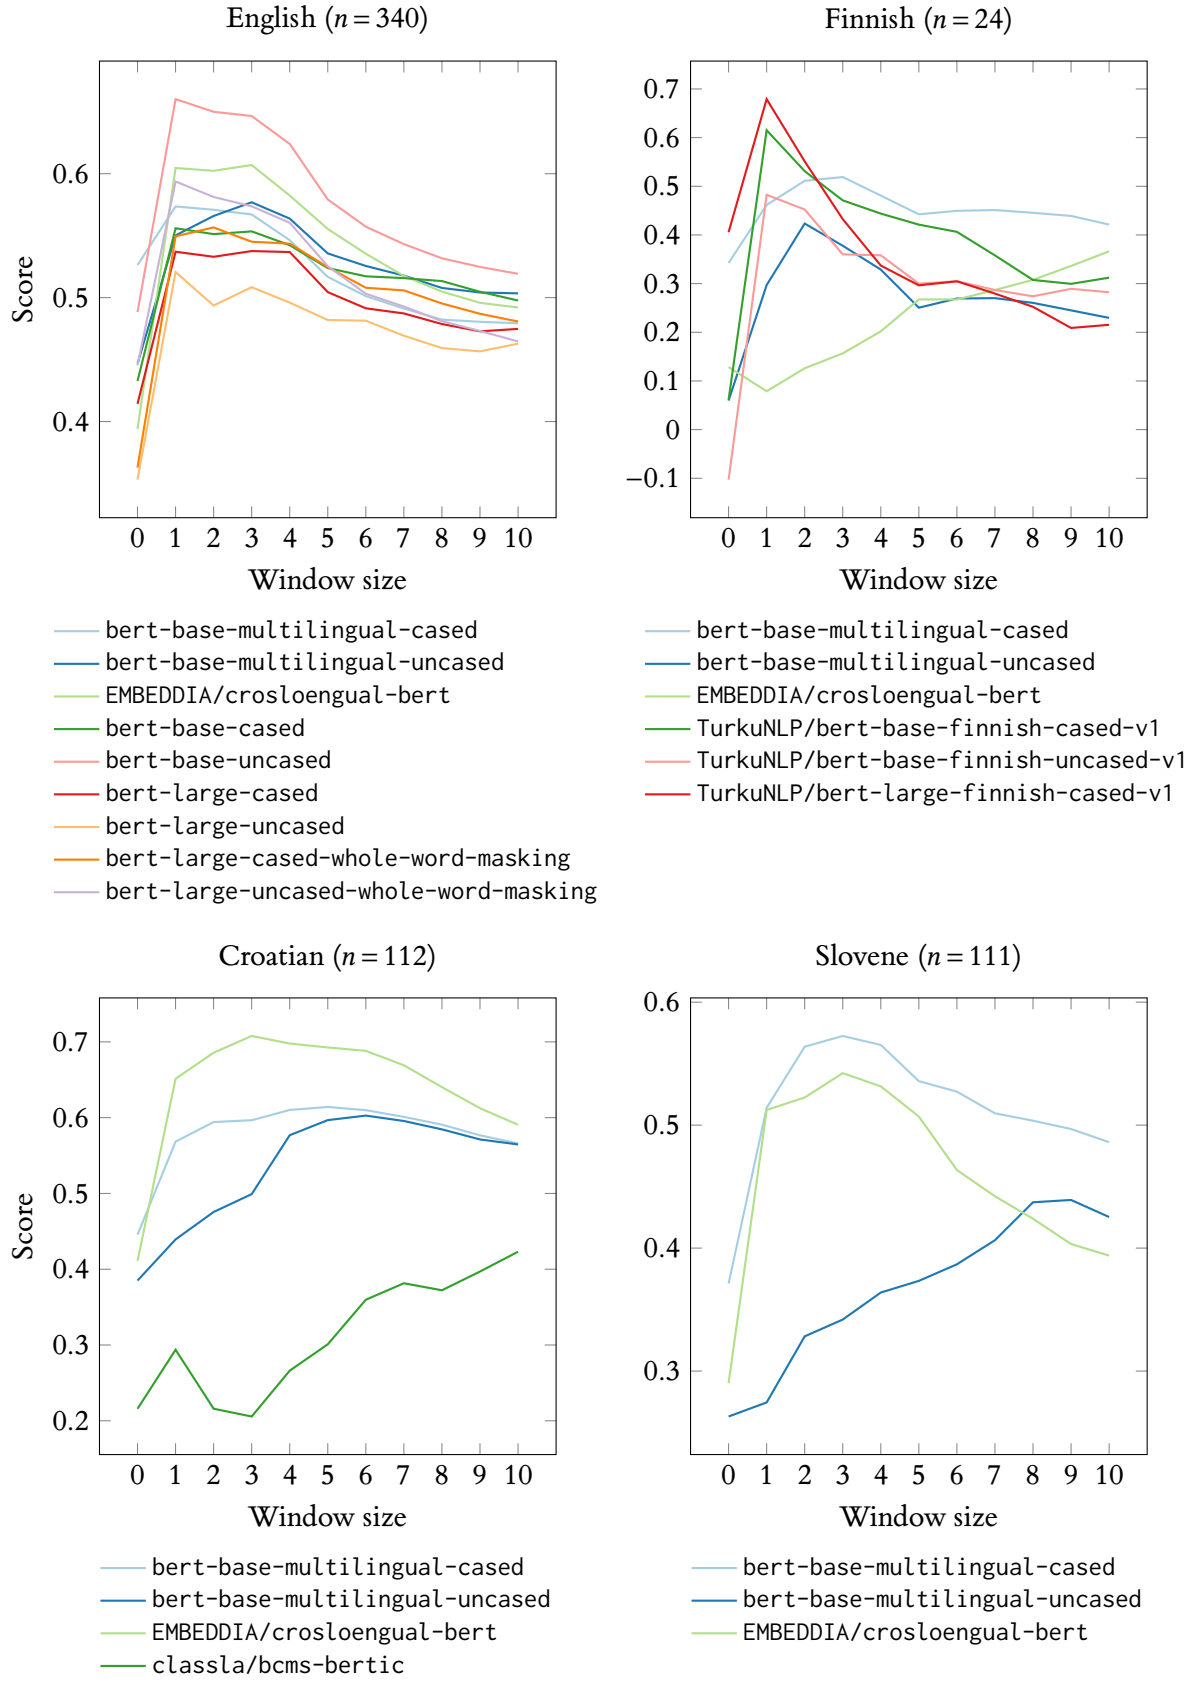 English (n = 340)
Score
0.6
0.5
0.4
0 1 2 3 4 5 6 7 8 9 10
Window size
bert-base-multilingual-cased
bert-base-multilingual-uncased
EMBEDDIA/crosloengual-bert
bert-base-cased
bert-base-uncased
bert-large-cased
bert-large-uncased
bert-large-cased-whole-word-masking
bert-large-uncased-whole-word-masking
Finnish (n = 24)
0.7
0.6
0.5
0.4
0.3
0.2
0.1
0
−0.1
0 1 2 3 4 5 6 7 8 9 10
Window size
bert-base-multilingual-cased
bert-base-multilingual-uncased
EMBEDDIA/crosloengual-bert
TurkuNLP/bert-base-finnish-cased-v1
TurkuNLP/bert-base-finnish-uncased-v1
TurkuNLP/bert-large-finnish-cased-v1
Croatian (n = 112)
Score
0.7
0.6
0.5
0.4
0.3
0.2
0 1 2 3 4 5 6 7 8 9 10
Window size
bert-base-multilingual-cased
bert-base-multilingual-uncased
EMBEDDIA/crosloengual-bert
classla/bcms-bertic
Slovene (n = 111)
0.6
0.5
0.4
0.3
0 1 2 3 4 5 6 7 8 9 10
Window size
bert-base-multilingual-cased
bert-base-multilingual-uncased
EMBEDDIA/crosloengual-bert